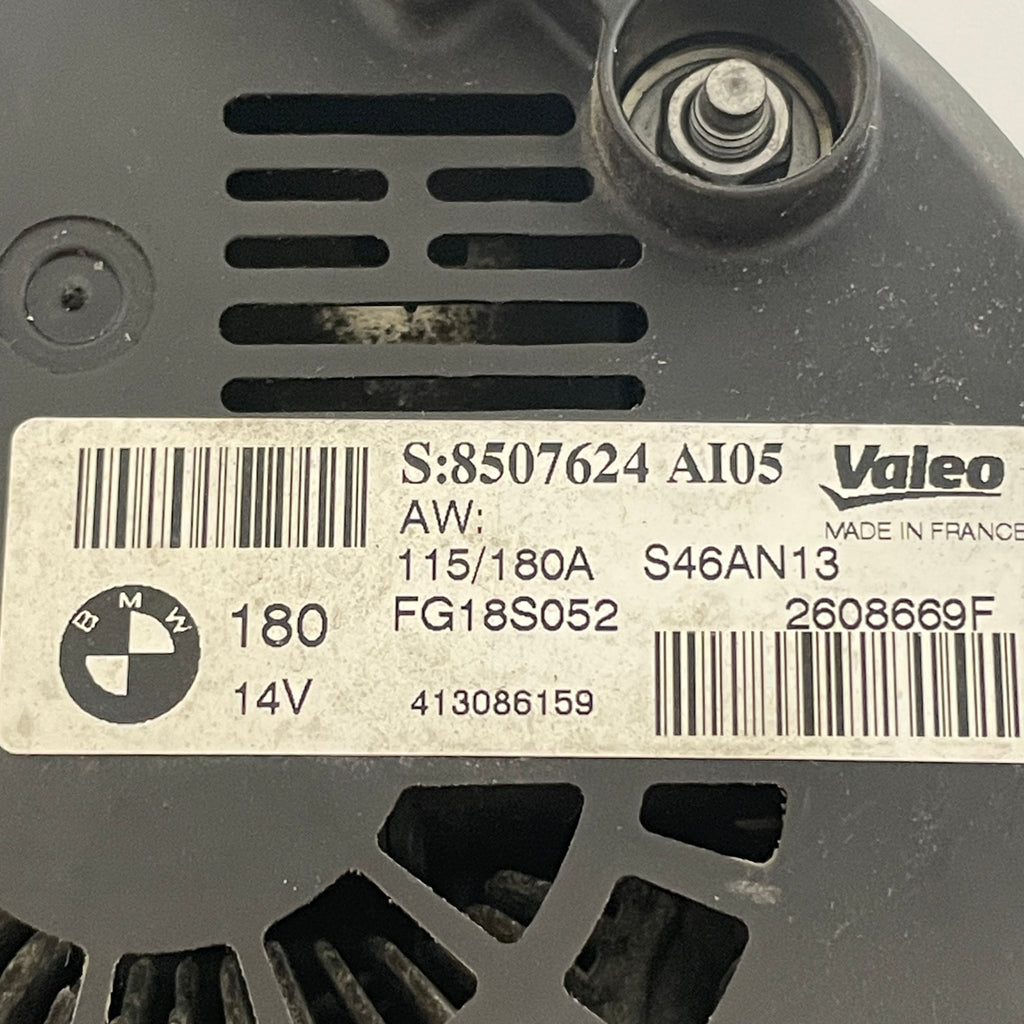 S:8507624 AI05
Valeo
AW:
MADE IN FRANCE
115/180A S46AN13
BMW
180
FG18S052
2608669F
14V
413086159